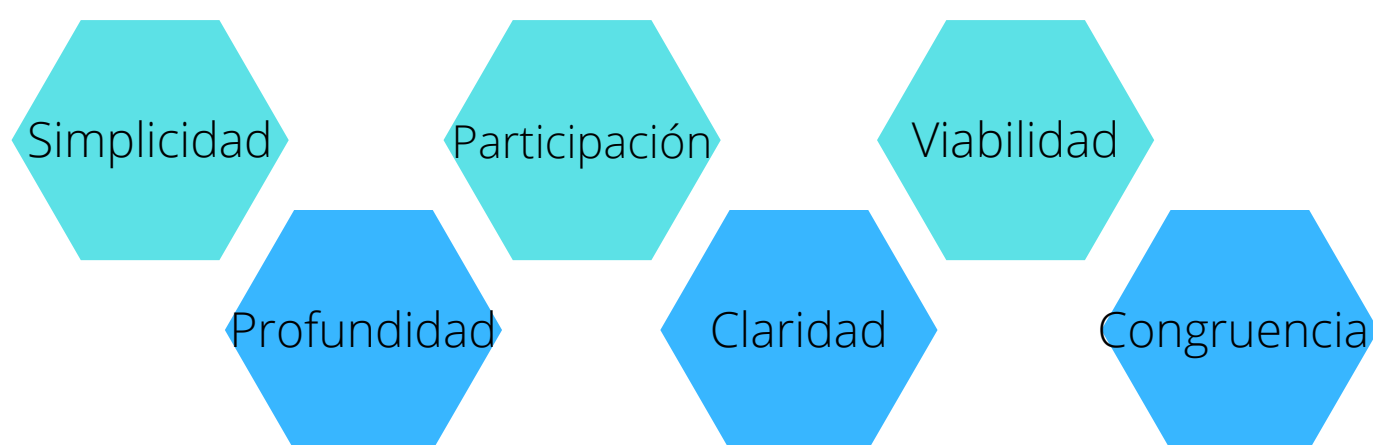 Simplicidad
Participación
Viabilidad
Profundidad
Claridad
Congruencia